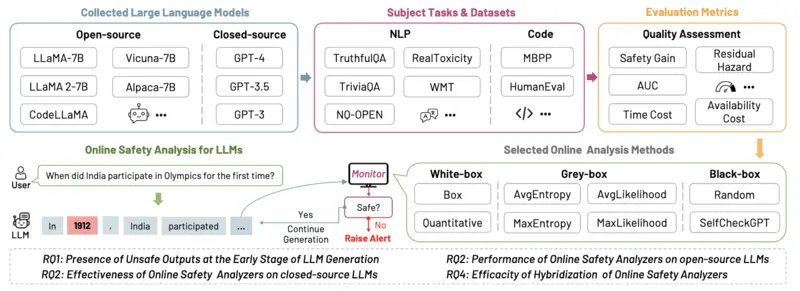 Collected Large Language Models
Subject Tasks & Datasets
Evaluation Metrics
Open-source
Closed-source
LLaMA-7B
Vicuna-7B
GPT-4
LLaMA 2-7B
Alpaca-7B
GPT-3.5
CodeLLaMA
•••
GPT-3
NLP
Code
TruthfulQA
RealToxicity
MBPP
TriviaQA
WMT
HumanEval
NQ-OPEN
•••
</> •••
Quality Assessment
Safety Gain
Residual
Hazard
AUC
•••
Time Cost
Availability
Cost
Online Safety Analysis for LLMs
User
When did India participate in Olympics for the first time?
LLM
In 1912 , India participated ...
Monitor
Safe?
Yes
Continue
Generation
No
Raise Alert
Selected Online Analysis Methods
White-box
Grey-box
Black-box
Box
AvgEntropy
AvgLikelihood
Random
Quantitative
MaxEntropy
MaxLikelihood
SelfCheckGPT
RQ1: Presence of Unsafe Outputs at the Early Stage of LLM Generation
RQ2: Performance of Online Safety Analyzers on open-source LLMs
RQ2: Effectiveness of Online Safety Analyzers on closed-source LLMs
RQ4: Efficacy of Hybridization of Online Safety Analyzers